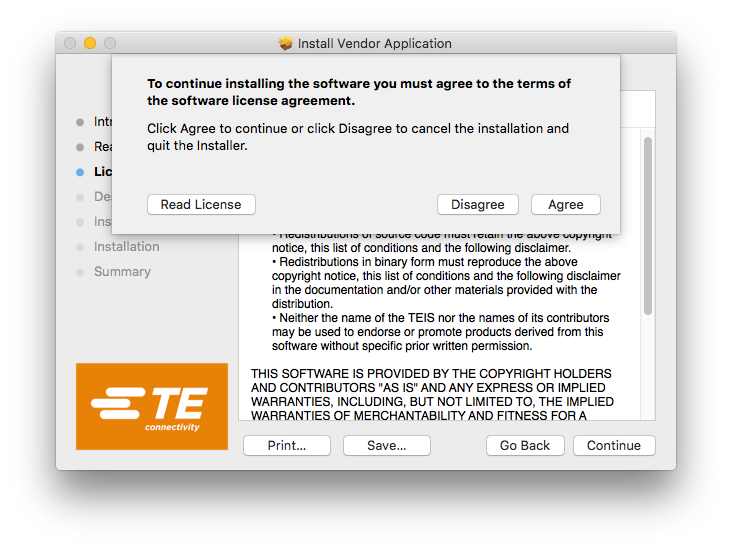 Install Vendor Application
To continue installing the software you must agree to the terms of
the software license agreement.
Click Agree to continue or click Disagree to cancel the installation and
quit the Installer.
Read License
Disagree
Agree
Installation
Summary
• Redistributions of source code must retain the above copyright
notice, this list of conditions and the following disclaimer.
• Redistributions in binary form must reproduce the above
copyright notice, this list of conditions and the following disclaimer
in the documentation and/or other materials provided with the
distribution.
• Neither the name of the TEIS nor the names of its contributors
may be used to endorse or promote products derived from this
software without specific prior written permission.
THIS SOFTWARE IS PROVIDED BY THE COPYRIGHT HOLDERS
AND CONTRIBUTORS "AS IS" AND ANY EXPRESS OR IMPLIED
WARRANTIES, INCLUDING, BUT NOT LIMITED TO, THE IMPLIED
WARRANTIES OF MERCHANTABILITY AND FITNESS FOR A
TE
connectivity
Print...
Save...
Go Back
Continue